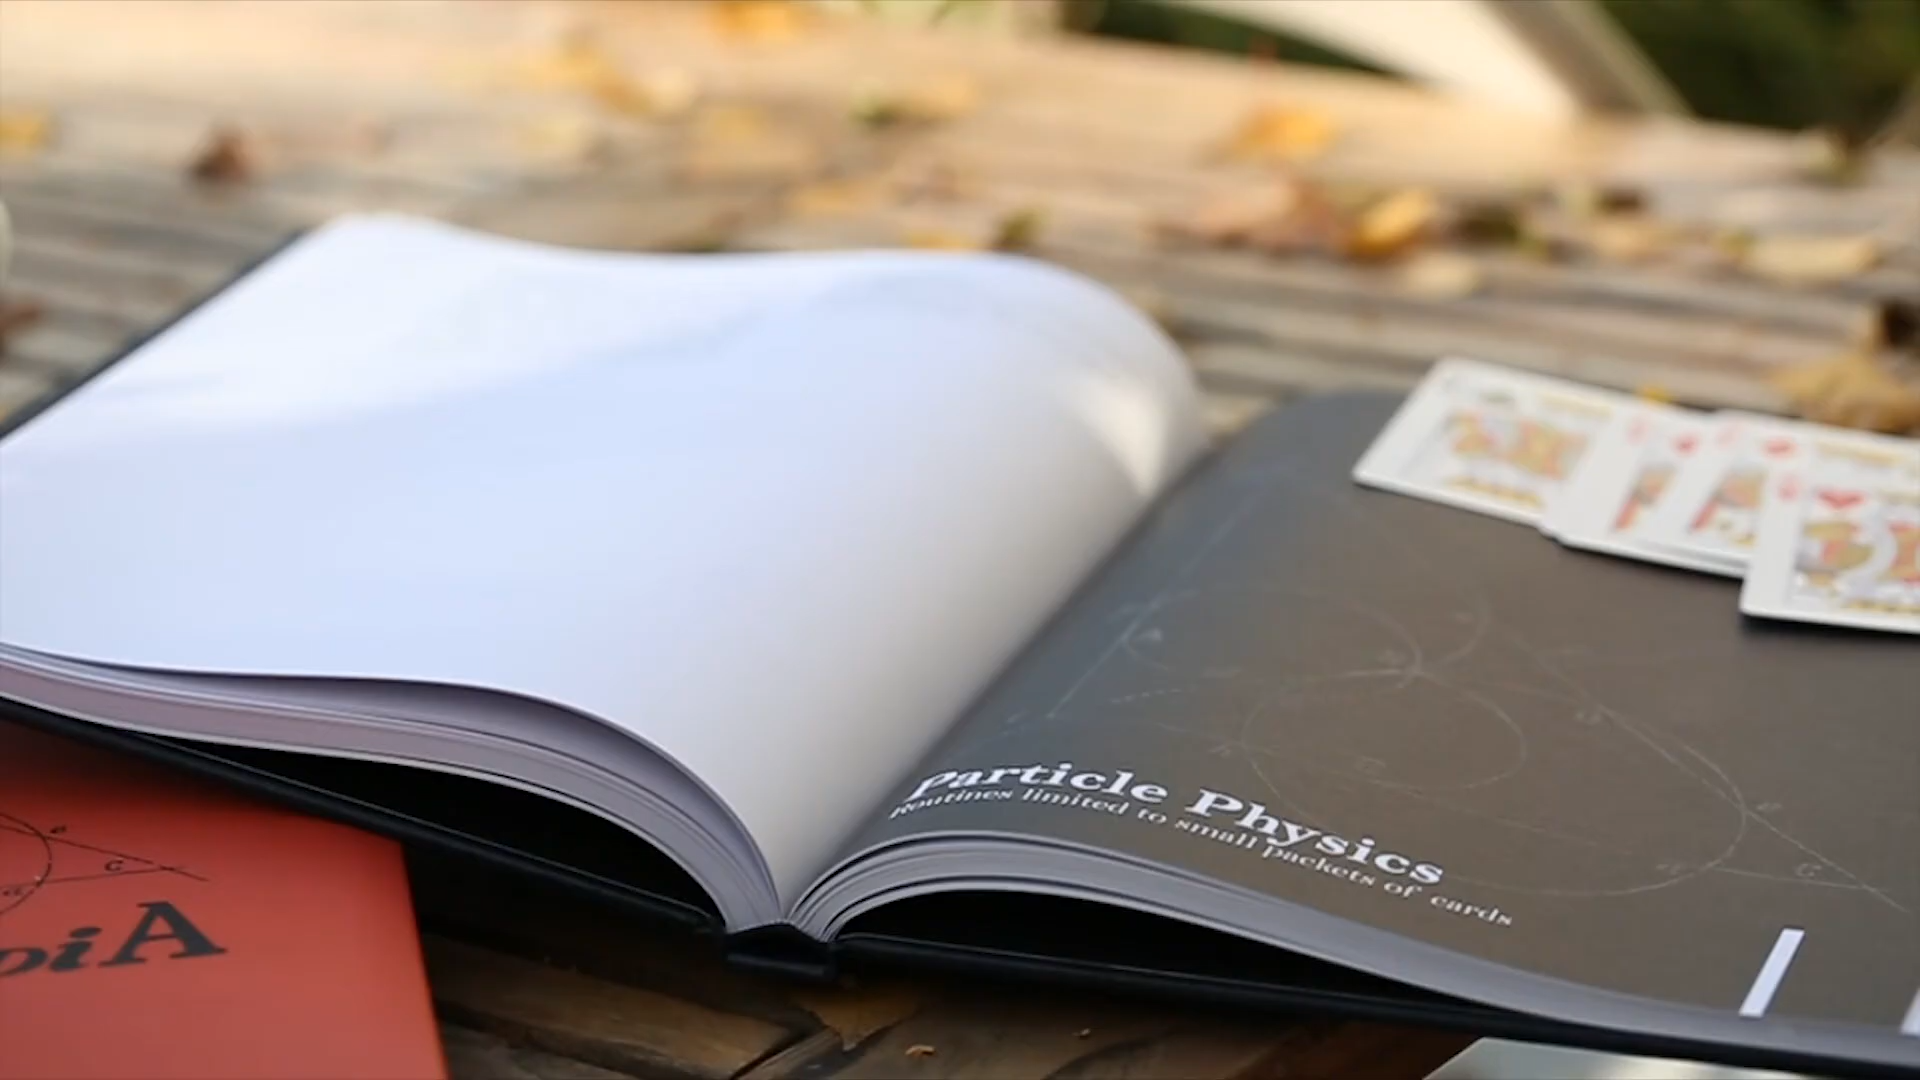 Particle Physics
Routines limited to small packets of cards
piA